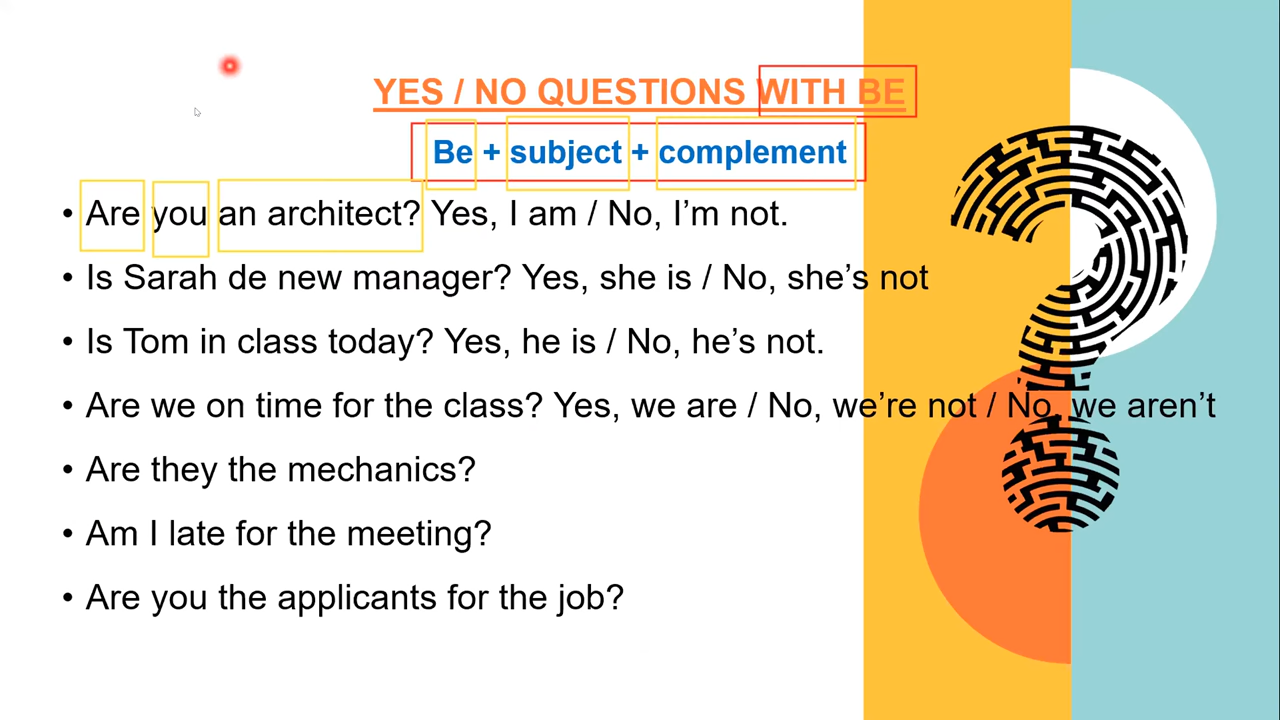 YES / NO QUESTIONS WITH BE
Be + subject + complement
• Are you an architect? Yes, I am / No, I’m not.
• Is Sarah de new manager? Yes, she is / No, she’s not
• Is Tom in class today? Yes, he is / No, he’s not.
• Are we on time for the class? Yes, we are / No, we’re not / No, we aren’t
• Are they the mechanics?
• Am I late for the meeting?
• Are you the applicants for the job?